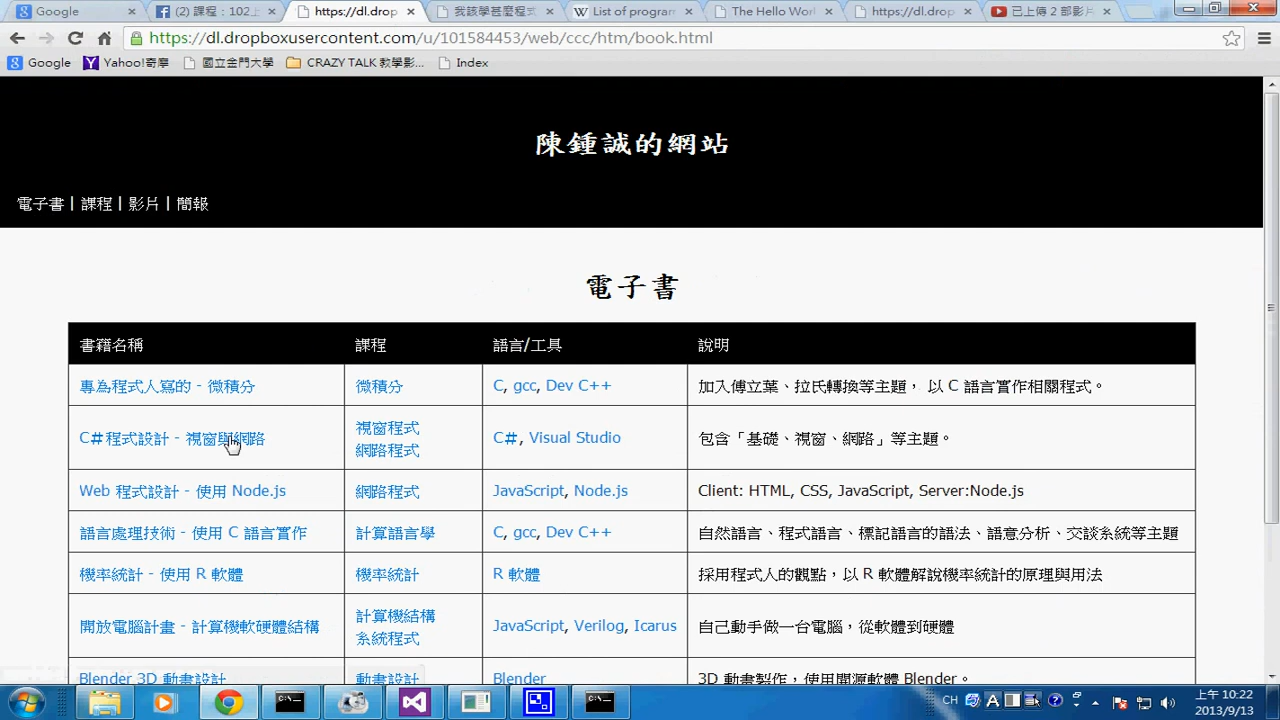 Google
(2) 課程：102上
https://dl.drop
我該學甚麼程式
List of program
The Hello Worl
https://dl.drop
已上傳 2 部影片
https://dl.dropboxusercontent.com/u/101584453/web/ccc/htm/book.html
Google
Yahoo!奇摩
國立金門大學
CRAZY TALK 教學影...
Index
陳鍾誠的網站
電子書 | 課程 | 影片 | 簡報
電子書
書籍名稱 課程 語言/工具 說明
專為程式人寫的 - 微積分 微積分 C, gcc, Dev C++ 加入傅立葉、拉氏轉換等主題， 以 C 語言實作相關程式。
C#程式設計 - 視窗與網路 視窗程式 網路程式 C#, Visual Studio 包含「基礎、視窗、網路」等主題。
Web 程式設計 - 使用 Node.js 網路程式 JavaScript, Node.js Client: HTML, CSS, JavaScript, Server:Node.js
語言處理技術 - 使用 C 語言實作 計算語言學 C, gcc, Dev C++ 自然語言、程式語言、標記語言的語法、語意分析、交談系統等主題
機率統計 - 使用 R 軟體 機率統計 R 軟體 採用程式人的觀點，以 R 軟體解說機率統計的原理與用法
開放電腦計畫 - 計算機軟硬體結構 計算機結構 系統程式 JavaScript, Verilog, Icarus 自己動手做一台電腦，從軟體到硬體
Blender 3D 動畫設計 動畫設計 Blender 3D 動畫製作，使用開源軟體 Blender。
CH
上午 10:22
2013/9/13